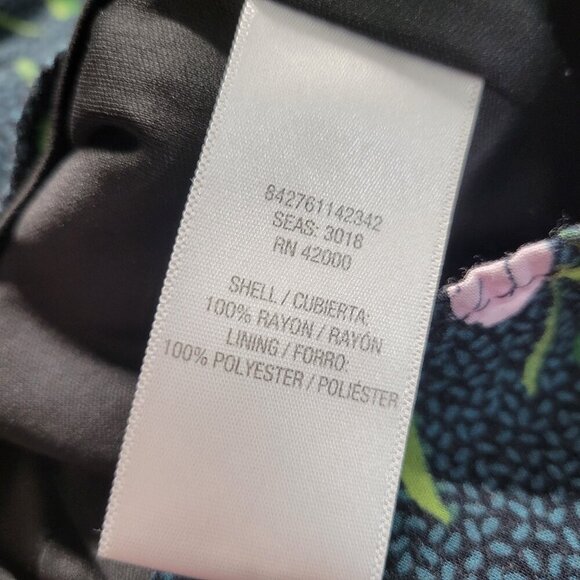 842761142342
SEAS: 3018
RN 42000
SHELL / CUBIERTA:
100% RAYON / RAYÓN
LINING / FORRO:
100% POLYESTER / POLIÉSTER